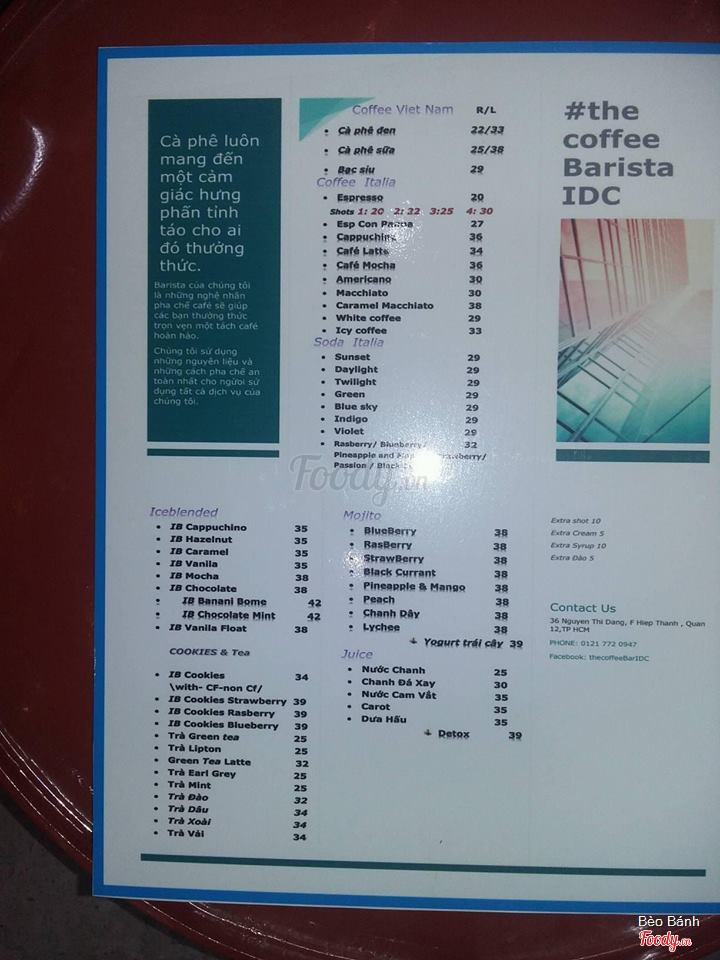 Cà phê luôn
mang đến
một cảm
giác hưng
phấn tỉnh
táo cho ai
đó thưởng
thức.
Barista của chúng tôi
là những nghệ nhân
pha chế café sẽ giúp
các bạn thưởng thức
trọn vẹn một tách café
hoàn hảo.
Chúng tôi sử dụng
những nguyên liệu và
những cách pha chế an
toàn nhất cho ngừoi sử
dụng tất cả dịch vụ của
chúng tôi.
Coffee Viet Nam R/L
Cà phê đen 22/33
Cà phê sữa 25/38
Bạc sỉu 29
Coffee Italia
Espresso 20
Shots 1: 20 2: 22 3:25 4: 30
Esp Con Panna 27
Cappuchino 36
Café Latte 34
Café Mocha 36
Americano 30
Macchiato 30
Caramel Macchiato 38
White coffee 29
Icy coffee 33
Soda Italia
Sunset 29
Daylight 29
Twilight 29
Green 29
Blue sky 29
Indigo 29
Violet 29
Rasberry/ Blueberry/ 32
Pineapple and
Passion /
#the
coffee
Barista
IDC
Foody.vn
Iceblended
IB Cappuchino 35
IB Hazelnut 35
IB Caramel 35
IB Vanila 35
IB Mocha 38
IB Chocolate 38
IB Banani Bome 42
IB Chocolate Mint 42
IB Vanila Float 38
COOKIES & Tea
IB Cookies 34
\with- CF-non Cf/
IB Cookies Strawberry 39
IB Cookies Rasberry 39
IB Cookies Blueberry 39
Trà Green tea 25
Trà Lipton 25
Green Tea Latte 32
Trà Earl Grey 25
Trà Mint 25
Trà Đào 32
Trà Dâu 34
Trà Xoài 34
Trà Vải 34
Mojito
BlueBerry 38
RasBerry 38
StrawBerry 38
Black Currant 38
Pineapple & Mango 38
Peach 38
Chanh Dây 38
Lychee 38
Yogurt trái cây 39
Juice
Nước Chanh 25
Chanh Đá Xay 30
Nước Cam Vắt 35
Carot 35
Dưa Hấu 35
Detox 39
Extra shot 10
Extra Cream 5
Extra Syrup 10
Extra Đào 5
Contact Us
36 Nguyen Thi Dang, F Hiep Thanh , Quan
12,TP HCM
PHONE: 0121 772 0947
Facebook: thecoffeeBarIDC
Bèo Bánh
Foody.vn